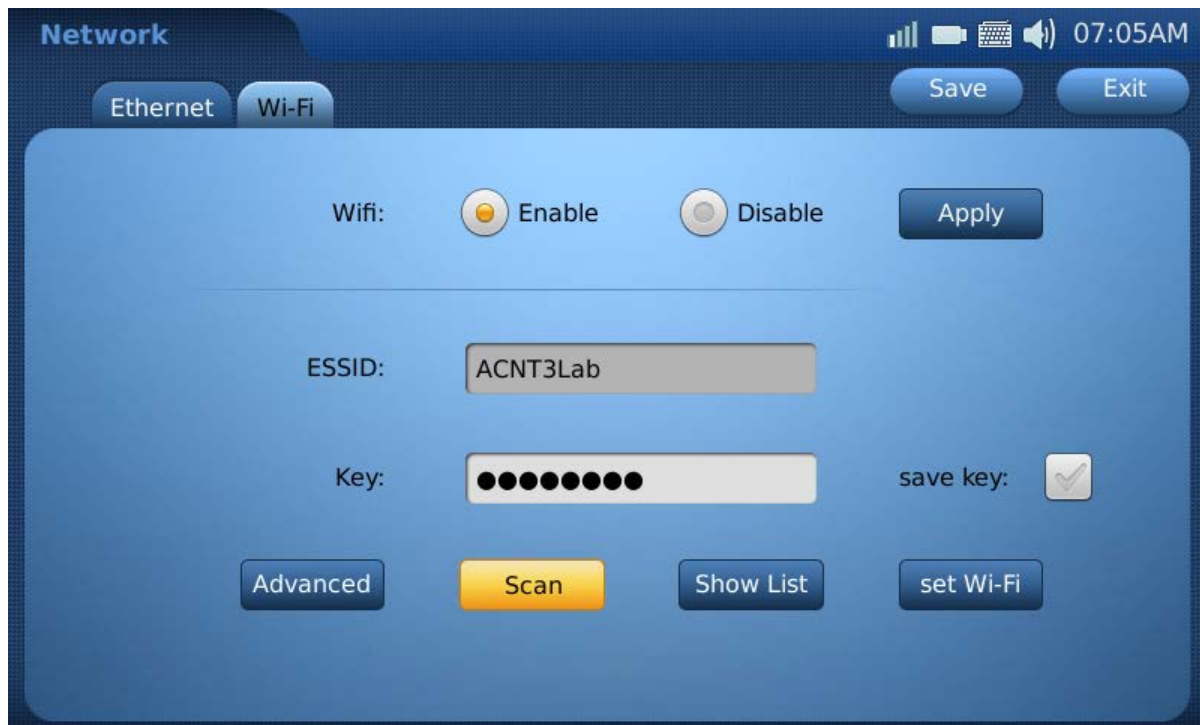 Network
07:05AM
Save
Exit
Ethernet
Wi-Fi
Wifi:
Enable
Disable
Apply
ESSID:
ACNT3Lab
Key:
●●●●●●●●
save key:
Advanced
Scan
Show List
set Wi-Fi